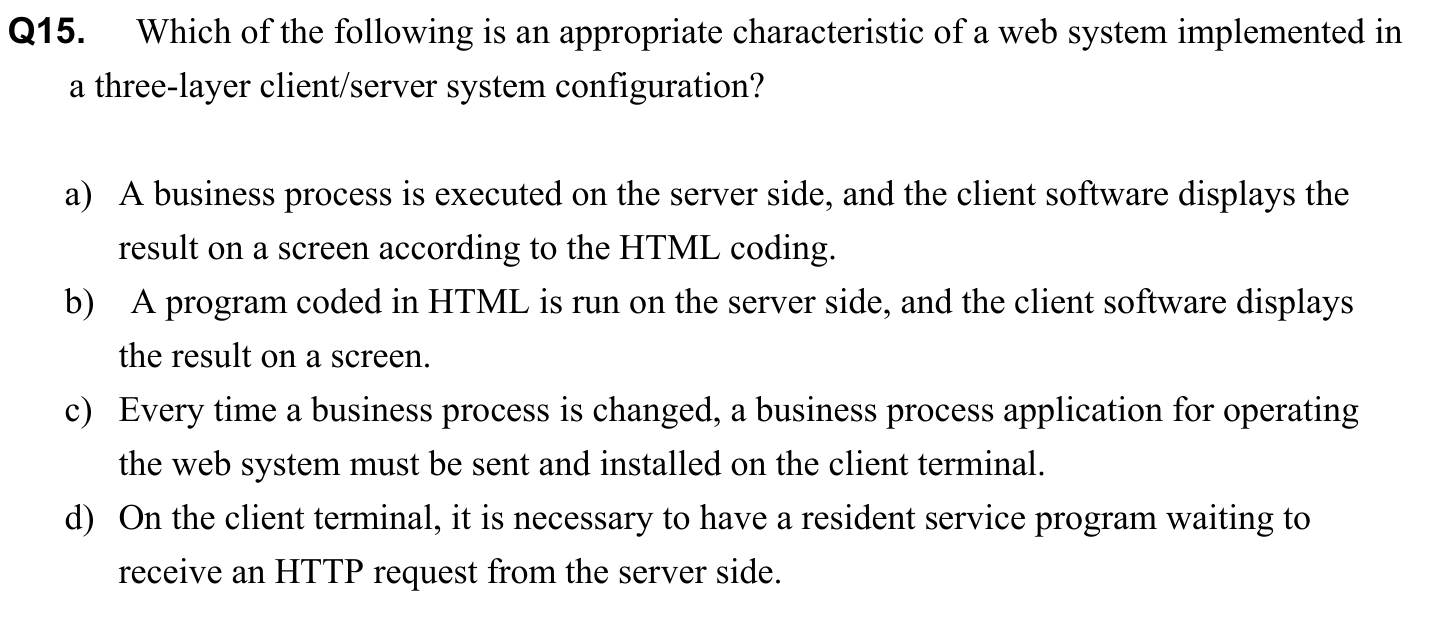 Q15. Which of the following is an appropriate characteristic of a web system implemented in
a three-layer client/server system configuration?
a) A business process is executed on the server side, and the client software displays the
result on a screen according to the HTML coding.
b) A program coded in HTML is run on the server side, and the client software displays
the result on a screen.
c) Every time a business process is changed, a business process application for operating
the web system must be sent and installed on the client terminal.
d) On the client terminal, it is necessary to have a resident service program waiting to
receive an HTTP request from the server side.